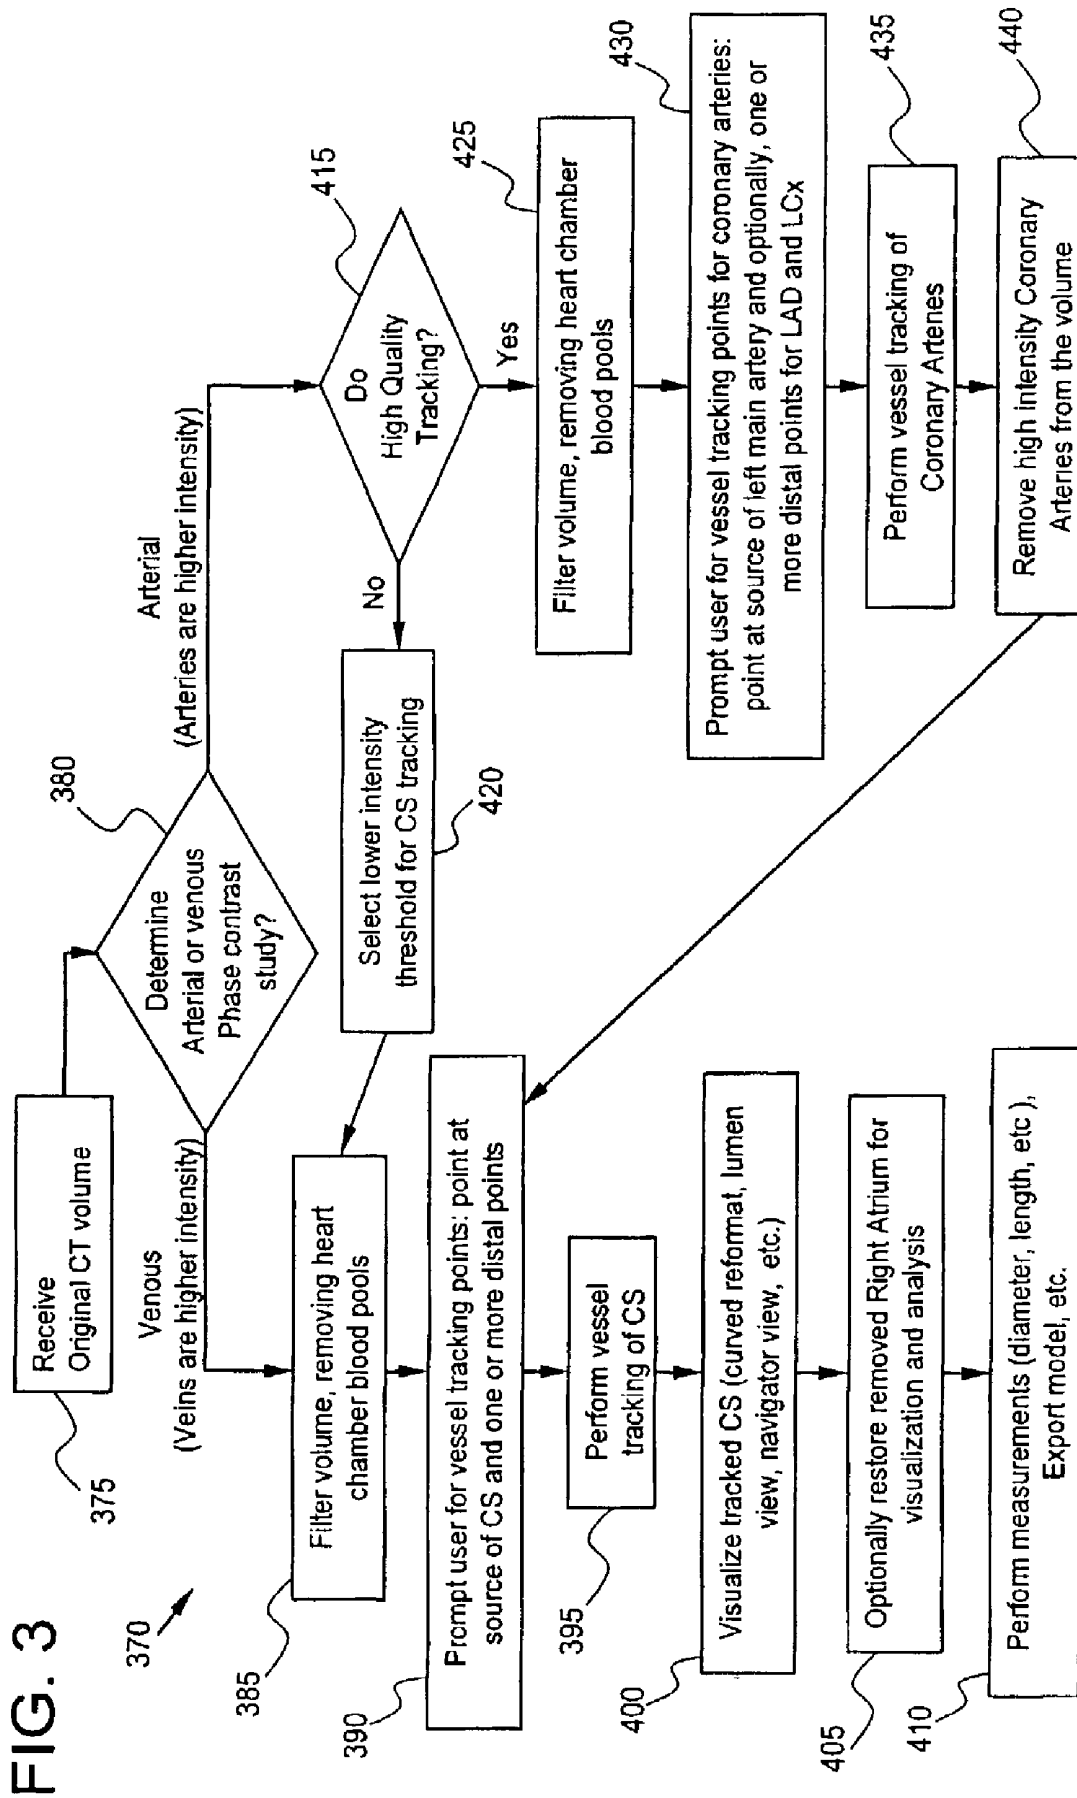 FIG. 3
370
375
Receive
Original CT volume
380
Determine
Arterial or venous
Phase contrast
study?
Venous
(Veins are higher intensity)
Arterial
(Arteries are higher intensity)
385
Filter volume, removing heart
chamber blood pools
390
Prompt user for vessel tracking points: point at
source of CS and one or more distal points
395
Perform vessel
tracking of CS
400
Visualize tracked CS (curved reformat, lumen
view, navigator view, etc.)
405
Optionally restore removed Right Atrium for
visualization and analysis
410
Perform measurements (diameter, length, etc ),
Export model, etc.
415
Do
High Quality
Tracking?
No
Yes
Select lower intensity
threshold for CS tracking
420
425
Filter volume, removing heart chamber
blood pools
430
Prompt user for vessel tracking points for coronary arteries:
point at source of left main artery and optionally, one or
more distal points for LAD and LCx
435
Perform vessel tracking of
Coronary Artenes
440
Remove high intensity Coronary
Arteries from the volume